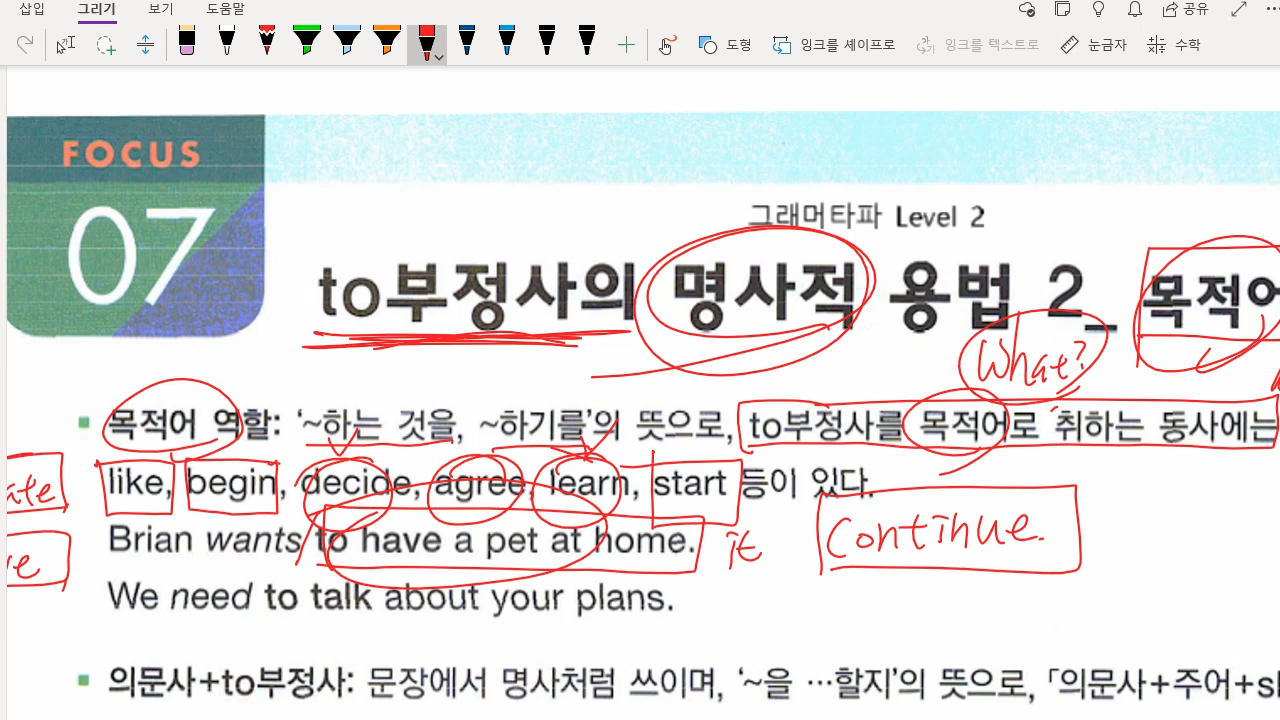 삽입 그리기 보기 도움말
공유
도형 잉크를 셰이프로 잉크를 텍스트로 눈금자 수학
FOCUS
07
그래머타파 Level 2
to부정사의 명사적 용법 2_ 목적어
What?
목적어 역할: ‘~하는 것을, ~하기를’의 뜻으로, to부정사를 목적어로 취하는 동사에는
like, begin, decide, agree, learn, start 등이 있다.
Continue.
Brian wants to have a pet at home. it
We need to talk about your plans.
의문사+to부정사: 문장에서 명사처럼 쓰이며, ‘~을 …할지’의 뜻으로, 「의문사+주어+sh